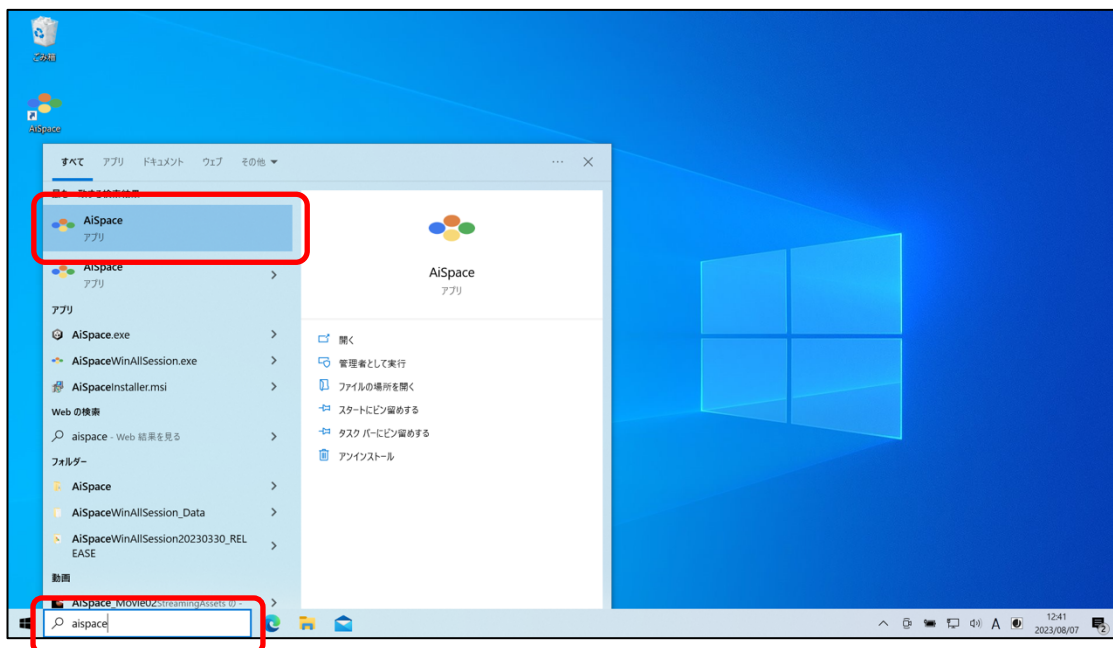 ごみ箱
AiSpace
すべて アプリ ドキュメント ウェブ その他
AiSpace
アプリ
AiSpace
アプリ
アプリ
AiSpace.exe
AiSpaceWinAllSession.exe
AiSpaceInstaller.msi
Web の検索
aispace - Web 結果を見る
フォルダー
AiSpace
AiSpaceWinAllSession_Data
AiSpaceWinAllSession20230330_REL
EASE
動画
AiSpace_Movie02StreamingAssets の -
aispace
AiSpace
アプリ
開く
管理者として実行
ファイルの場所を開く
スタートにピン留めする
タスク バーにピン留めする
アンインストール
A
12:41
2023/08/07
2